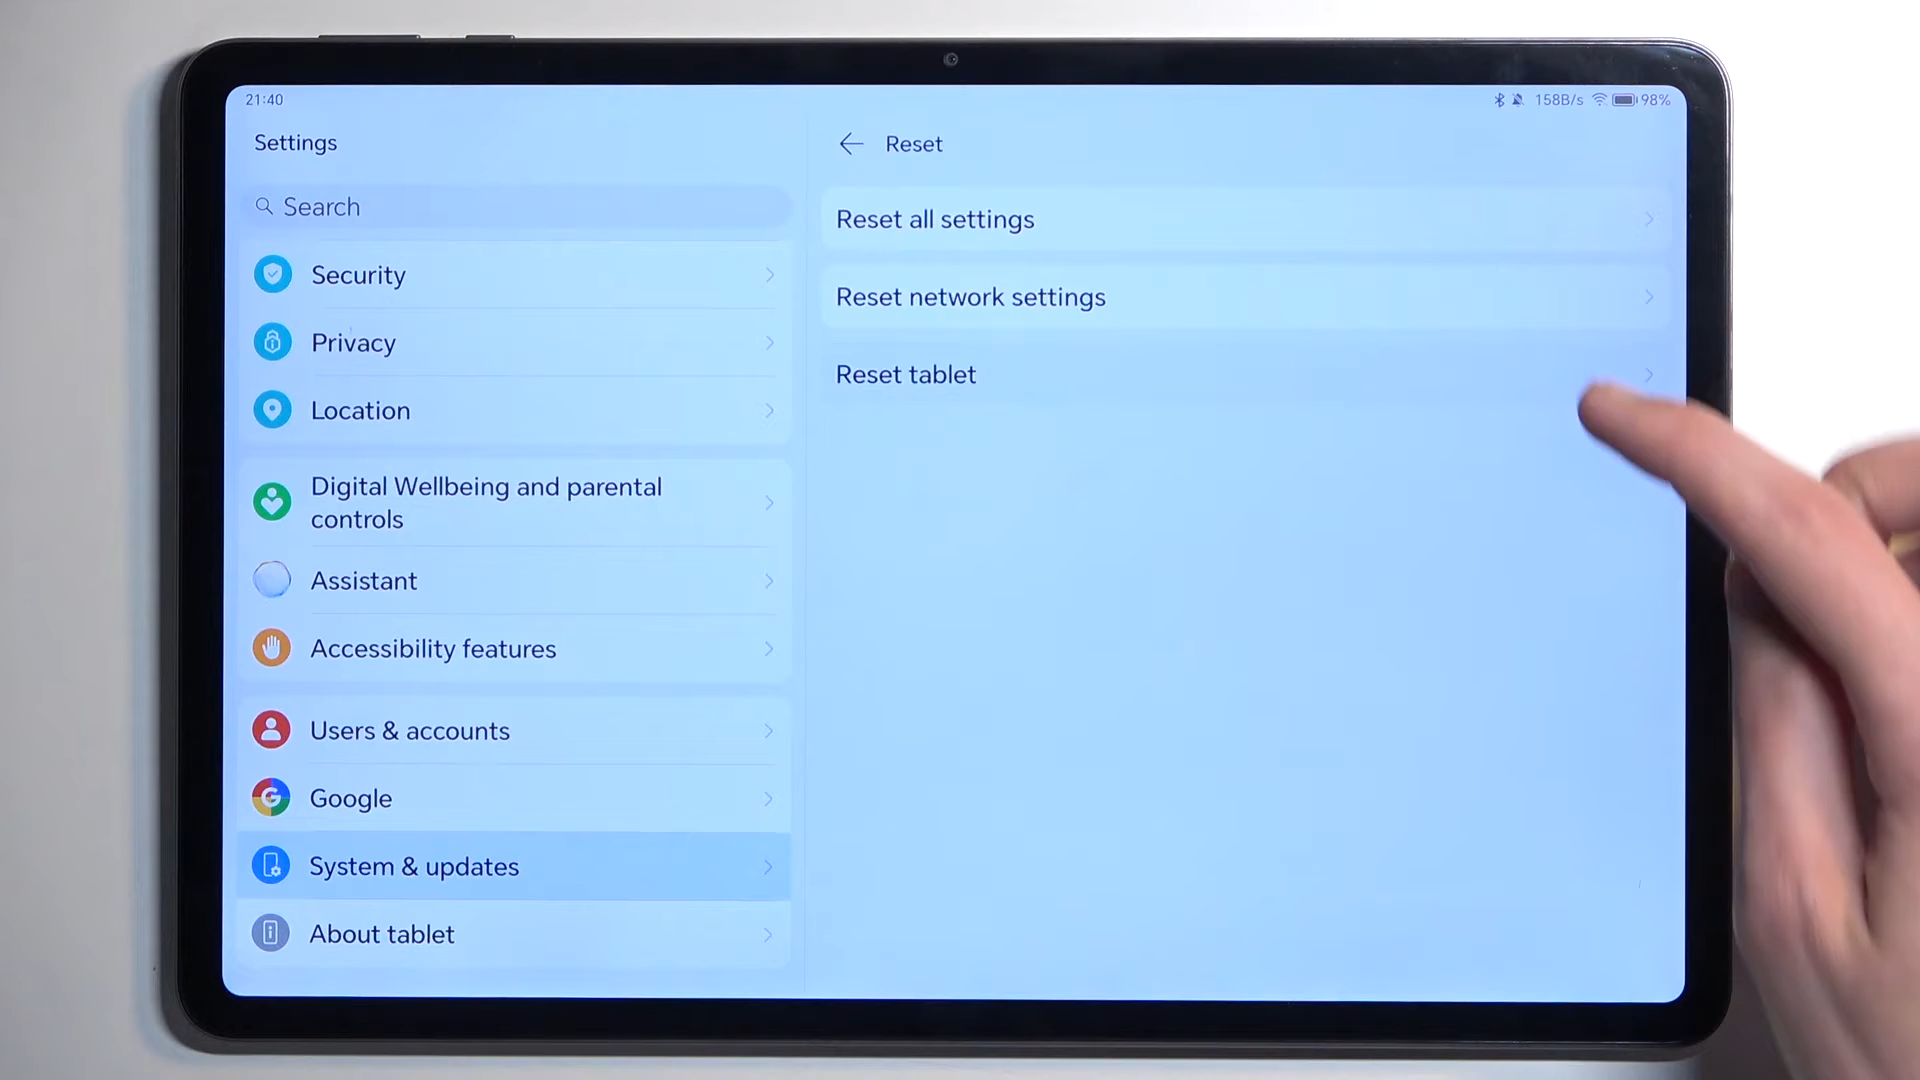 21:40
158B/s 98%
Settings
Search
Security
Privacy
Location
Digital Wellbeing and parental
controls
Assistant
Accessibility features
Users & accounts
Google
System & updates
About tablet
Reset
Reset all settings
Reset network settings
Reset tablet